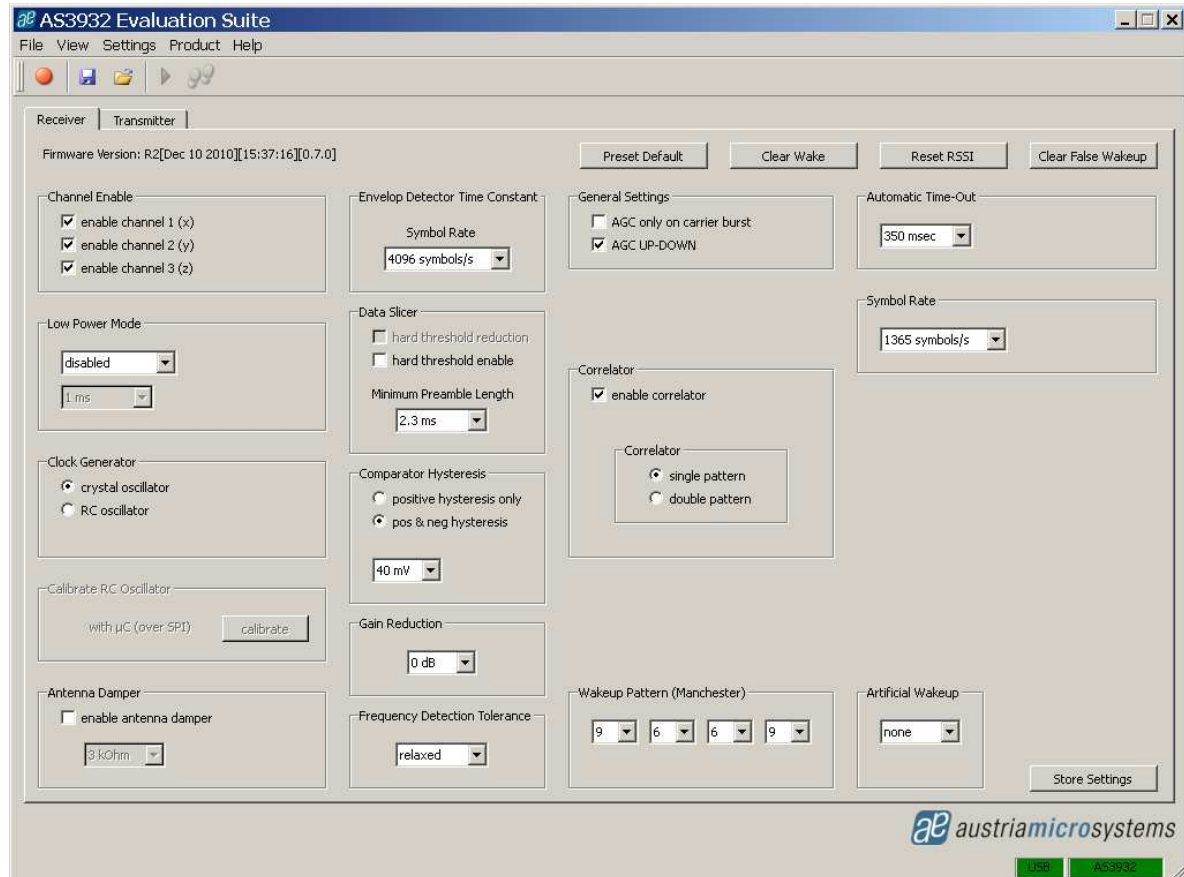 AS3932 Evaluation Suite
File View Settings Product Help
Receiver Transmitter
Firmware Version: R2[Dec 10 2010][15:37:16][0.7.0]
Preset Default Clear Wake Reset RSSI Clear False Wakeup
Channel Enable
enable channel 1 (x)
enable channel 2 (y)
enable channel 3 (z)
Low Power Mode
disabled
1 ms
Clock Generator
crystal oscillator
RC oscillator
Calibrate RC Oscillator
with µC (over SPI) calibrate
Antenna Damper
enable antenna damper
3 kOhm
Envelop Detector Time Constant
Symbol Rate
4096 symbols/s
Data Slicer
hard threshold reduction
hard threshold enable
Minimum Preamble Length
2.3 ms
Comparator Hysteresis
positive hysteresis only
pos & neg hysteresis
40 mV
Gain Reduction
0 dB
Frequency Detection Tolerance
relaxed
General Settings
AGC only on carrier burst
AGC UP-DOWN
Correlator
enable correlator
Correlator
single pattern
double pattern
Wakeup Pattern (Manchester)
9 6 6 9
Automatic Time-Out
350 msec
Symbol Rate
1365 symbols/s
Artificial Wakeup
none
Store Settings
ae austriamicrosystems
USB AS3932